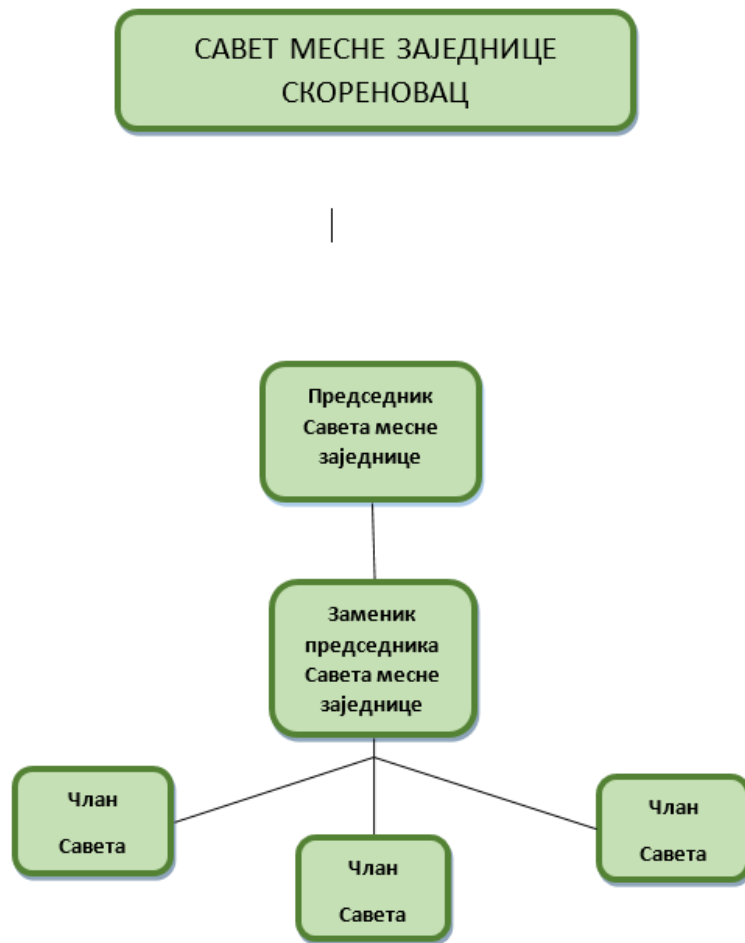 САВЕТ МЕСНЕ ЗАЈЕДНИЦЕ
СКОРЕНОВАЦ
Председник
Савета месне
заједнице
Заменик
председника
Савета месне
заједнице
Члан
Савета
Члан
Савета
Члан
Савета